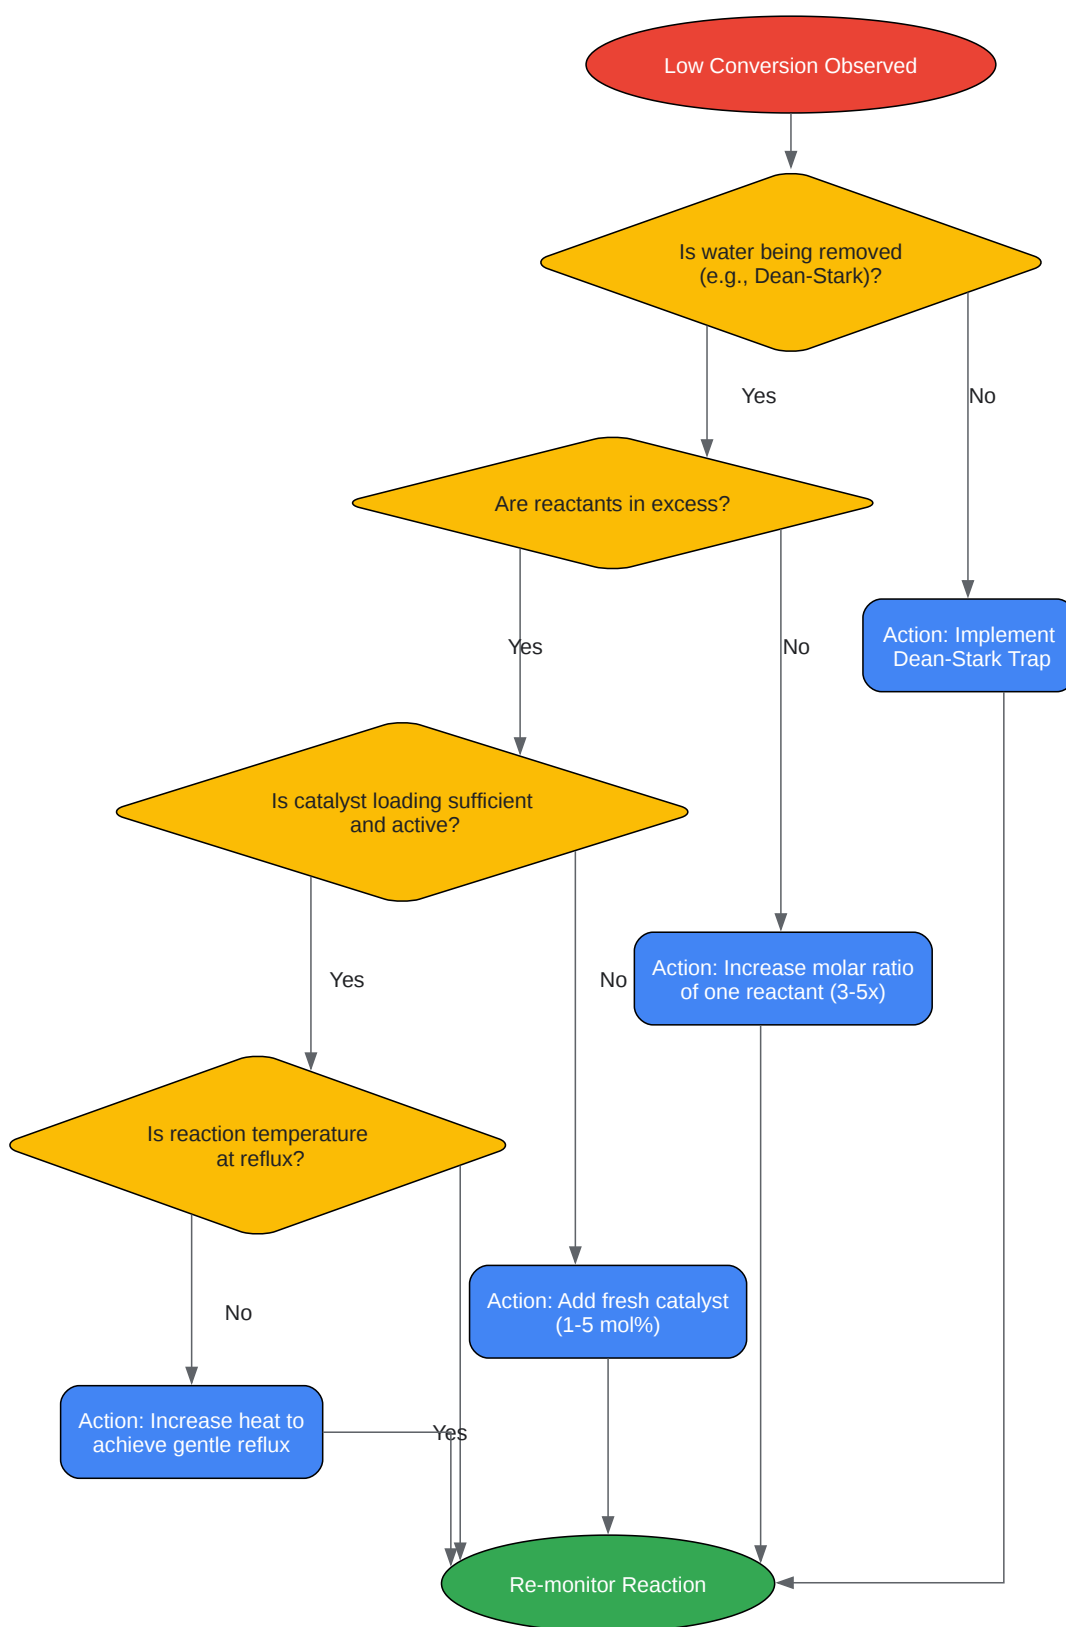 Low Conversion Observed
Is water being removed
(e.g., Dean-Stark)?
Yes
No
Are reactants in excess?
Yes
No
Action: Implement
Dean-Stark Trap
Is catalyst loading sufficient
and active?
Yes
No
Action: Increase molar ratio
of one reactant (3-5x)
Is reaction temperature
at reflux?
No
Action: Add fresh catalyst
(1-5 mol%)
Action: Increase heat to
achieve gentle reflux
Yes
Re-monitor Reaction